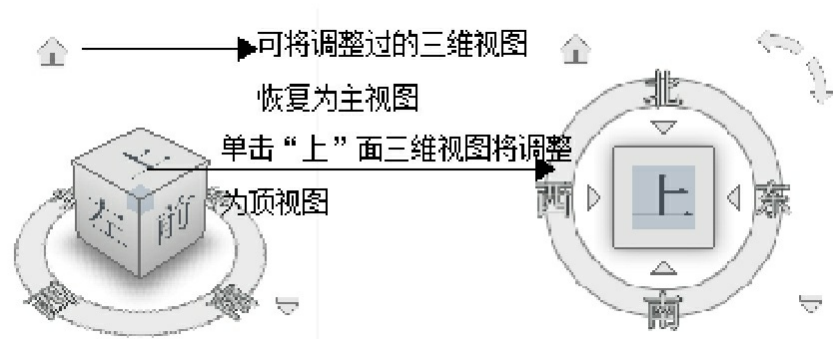 可将调整过的三维视图
恢复为主视图
单击“上”面三维视图将调整
为顶视图
上
左
前
北
西
上
东
南